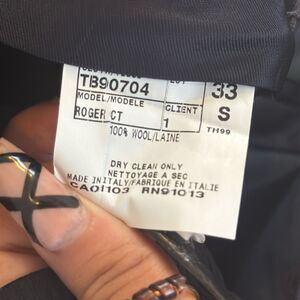 TB90704
33
MODEL/MODELE
CLIENT
S
ROGER CT
1
TH99
100% WOOL/LAINE
DRY CLEAN ONLY
NETTOYAGE A SEC
MADE IN ITALY/FABRIQUE EN ITALIE
CA01103 RN91013